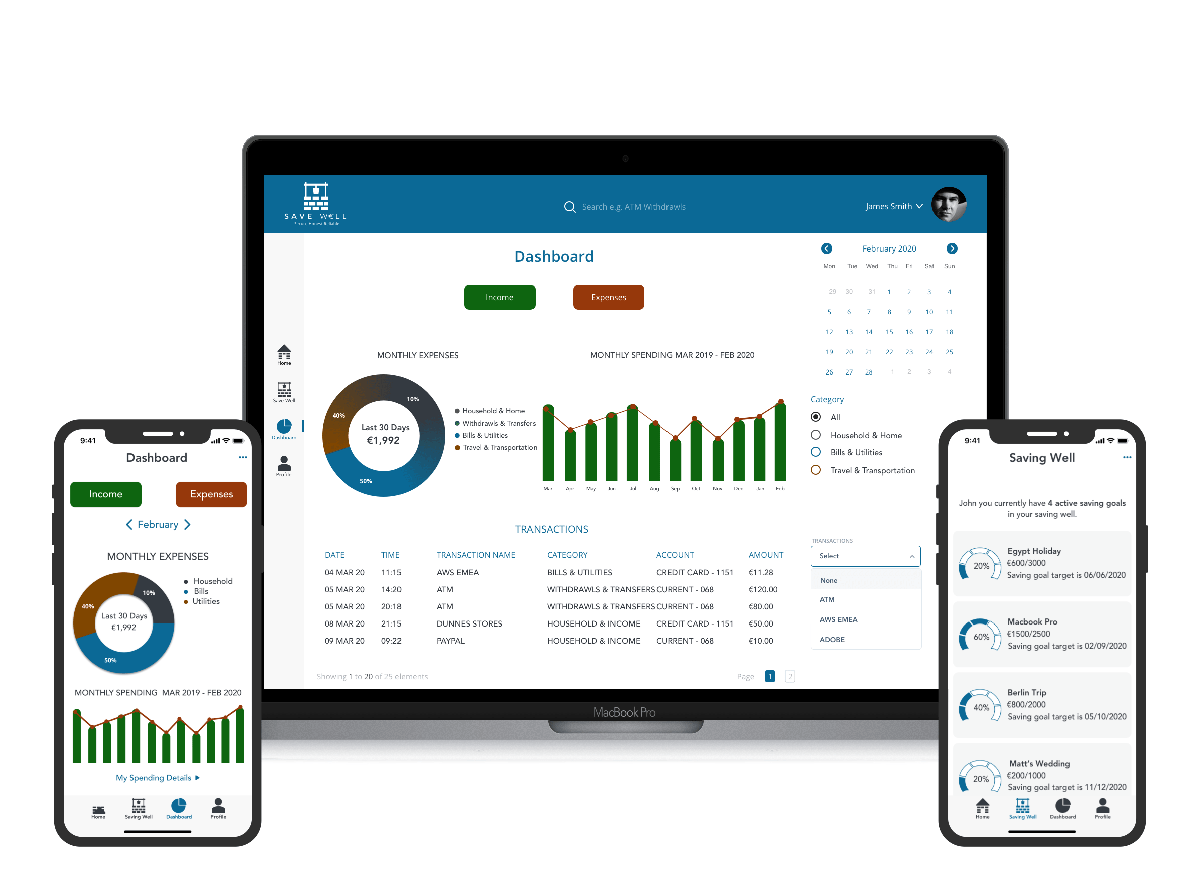 SAVE W€LL
Search e.g. ATM Withdrawls
James Smith
Dashboard
Income
Expenses
February 2020
Mon Tue Wed Thu Fri Sat Sun
29 30 31 1 2 3 4
5 6 7 8 9 10 11
12 13 14 15 16 17 18
19 20 21 22 23 24 25
26 27 28 1 2 3 4
Home
Save Well
Dashboard
Profile
MONTHLY EXPENSES
10%
40%
50%
Last 30 Days
€1,992
Household & Home
Withdrawls & Transfers
Bills & Utilities
Travel & Transportation
MONTHLY SPENDING MAR 2019 - FEB 2020
Mar Apr May Jun Jul Aug Sep Oct Nov Dec Jan Feb
Category
All
Household & Home
Bills & Utilities
Travel & Transportation
TRANSACTIONS
DATE TIME TRANSACTION NAME CATEGORY ACCOUNT AMOUNT
04 MAR 20 11:15 AWS EMEA BILLS & UTILITIES CREDIT CARD - 1151 €11.28
05 MAR 20 14:20 ATM WITHDRAWLS & TRANSFERS CURRENT - 068 €120.00
05 MAR 20 20:18 ATM WITHDRAWLS & TRANSFERS CURRENT - 068 €80.00
08 MAR 20 21:15 DUNNES STORES HOUSEHOLD & INCOME CREDIT CARD - 1151 €50.00
09 MAR 20 09:22 PAYPAL HOUSEHOLD & INCOME CURRENT - 068 €10.00
TRANSACTIONS
Select
None
ATM
AWS EMEA
ADOBE
Showing 1 to 20 of 25 elements
Page 1 2
MacBook Pro
9:41
Dashboard
Income
Expenses
February
MONTHLY EXPENSES
10%
40%
50%
Last 30 Days
€1,992
Household
Bills
Utilities
MONTHLY SPENDING MAR 2019 - FEB 2020
My Spending Details
Home
Saving Well
Dashboard
Profile
9:41
Saving Well
John you currently have 4 active saving goals
in your saving well.
20%
Egypt Holiday
€600/3000
Saving goal target is 06/06/2020
60%
Macbook Pro
€1500/2500
Saving goal target is 02/09/2020
40%
Berlin Trip
€800/2000
Saving goal target is 05/10/2020
20%
Matt's Wedding
€200/1000
Saving goal target is 11/12/2020
Home
Saving Well
Dashboard
Profile